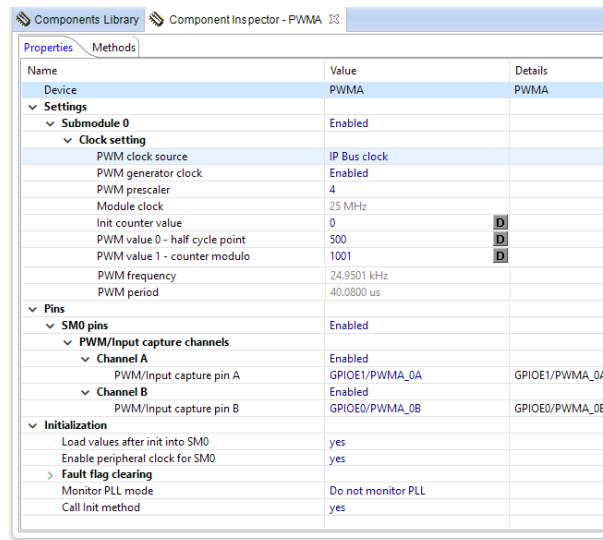 Components Library Component Inspector - PWMA
Properties Methods
Name Value Details
Device PWMA PWMA
Settings
Submodule 0 Enabled
Clock setting
PWM clock source IP Bus clock
PWM generator clock Enabled
PWM prescaler 4
Module clock 25 MHz
Init counter value 0 D
PWM value 0 - half cycle point 500 D
PWM value 1 - counter modulo 1001 D
PWM frequency 24.9501 kHz
PWM period 40.0800 us
Pins
SM0 pins Enabled
PWM/Input capture channels
Channel A Enabled
PWM/Input capture pin A GPIOE1/PWMA_0A GPIOE1/PWMA_0A
Channel B Enabled
PWM/Input capture pin B GPIOE0/PWMA_0B GPIOE0/PWMA_0B
Initialization
Load values after init into SM0 yes
Enable peripheral clock for SM0 yes
Fault flag clearing
Monitor PLL mode Do not monitor PLL
Call Init method yes